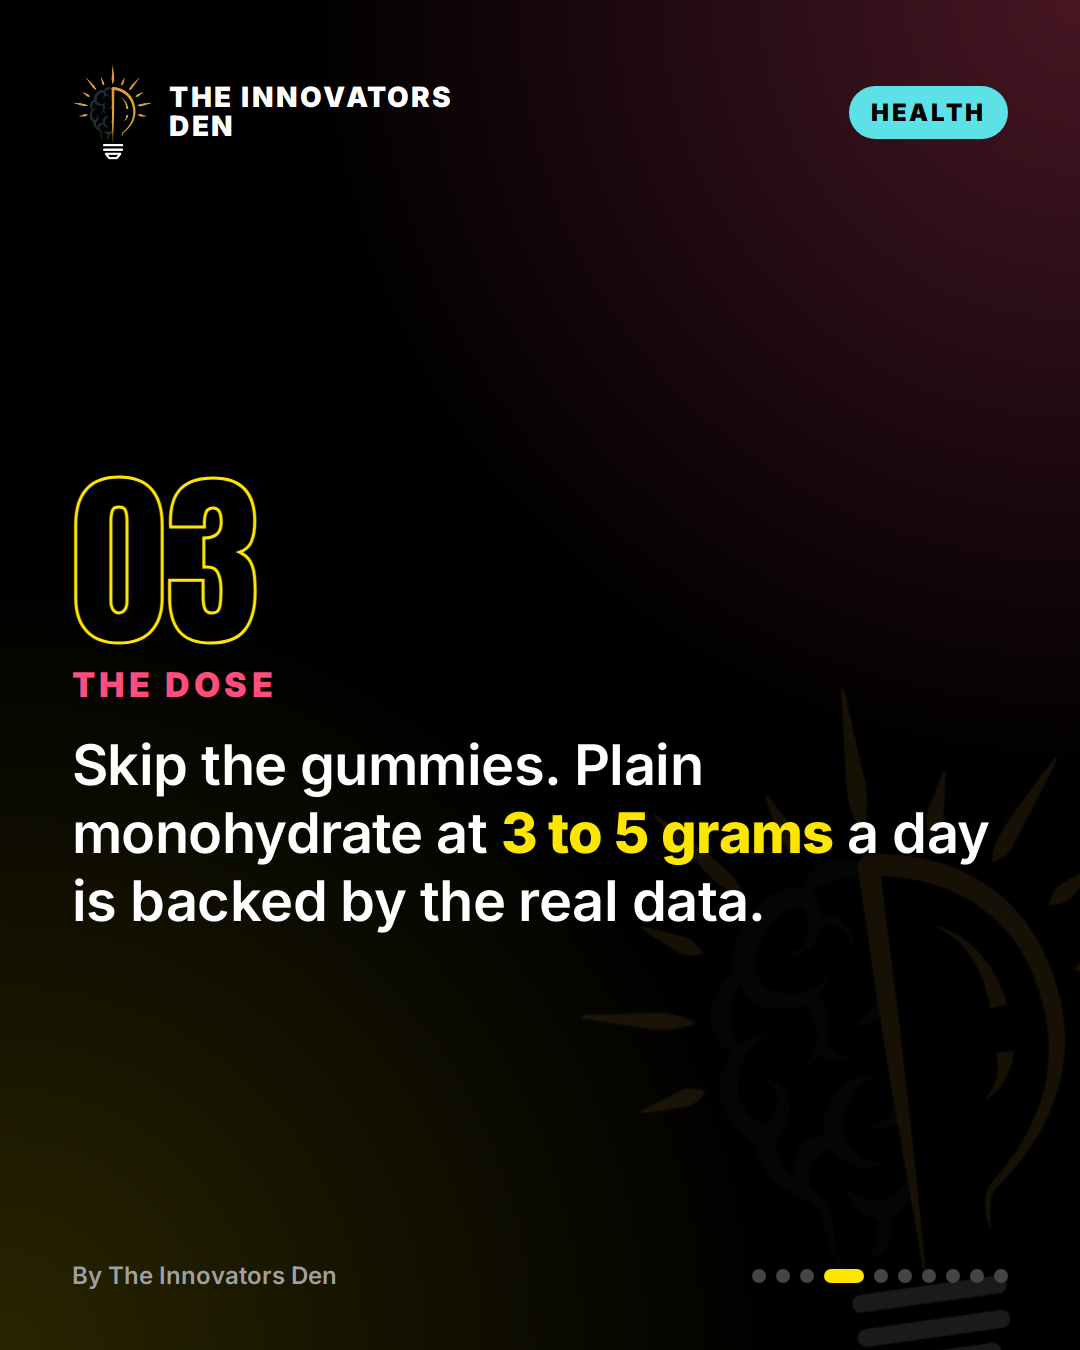 THE INNOVATORS
DEN
HEALTH
03
THE DOSE
Skip the gummies. Plain
monohydrate at 3 to 5 grams a day
is backed by the real data.
By The Innovators Den